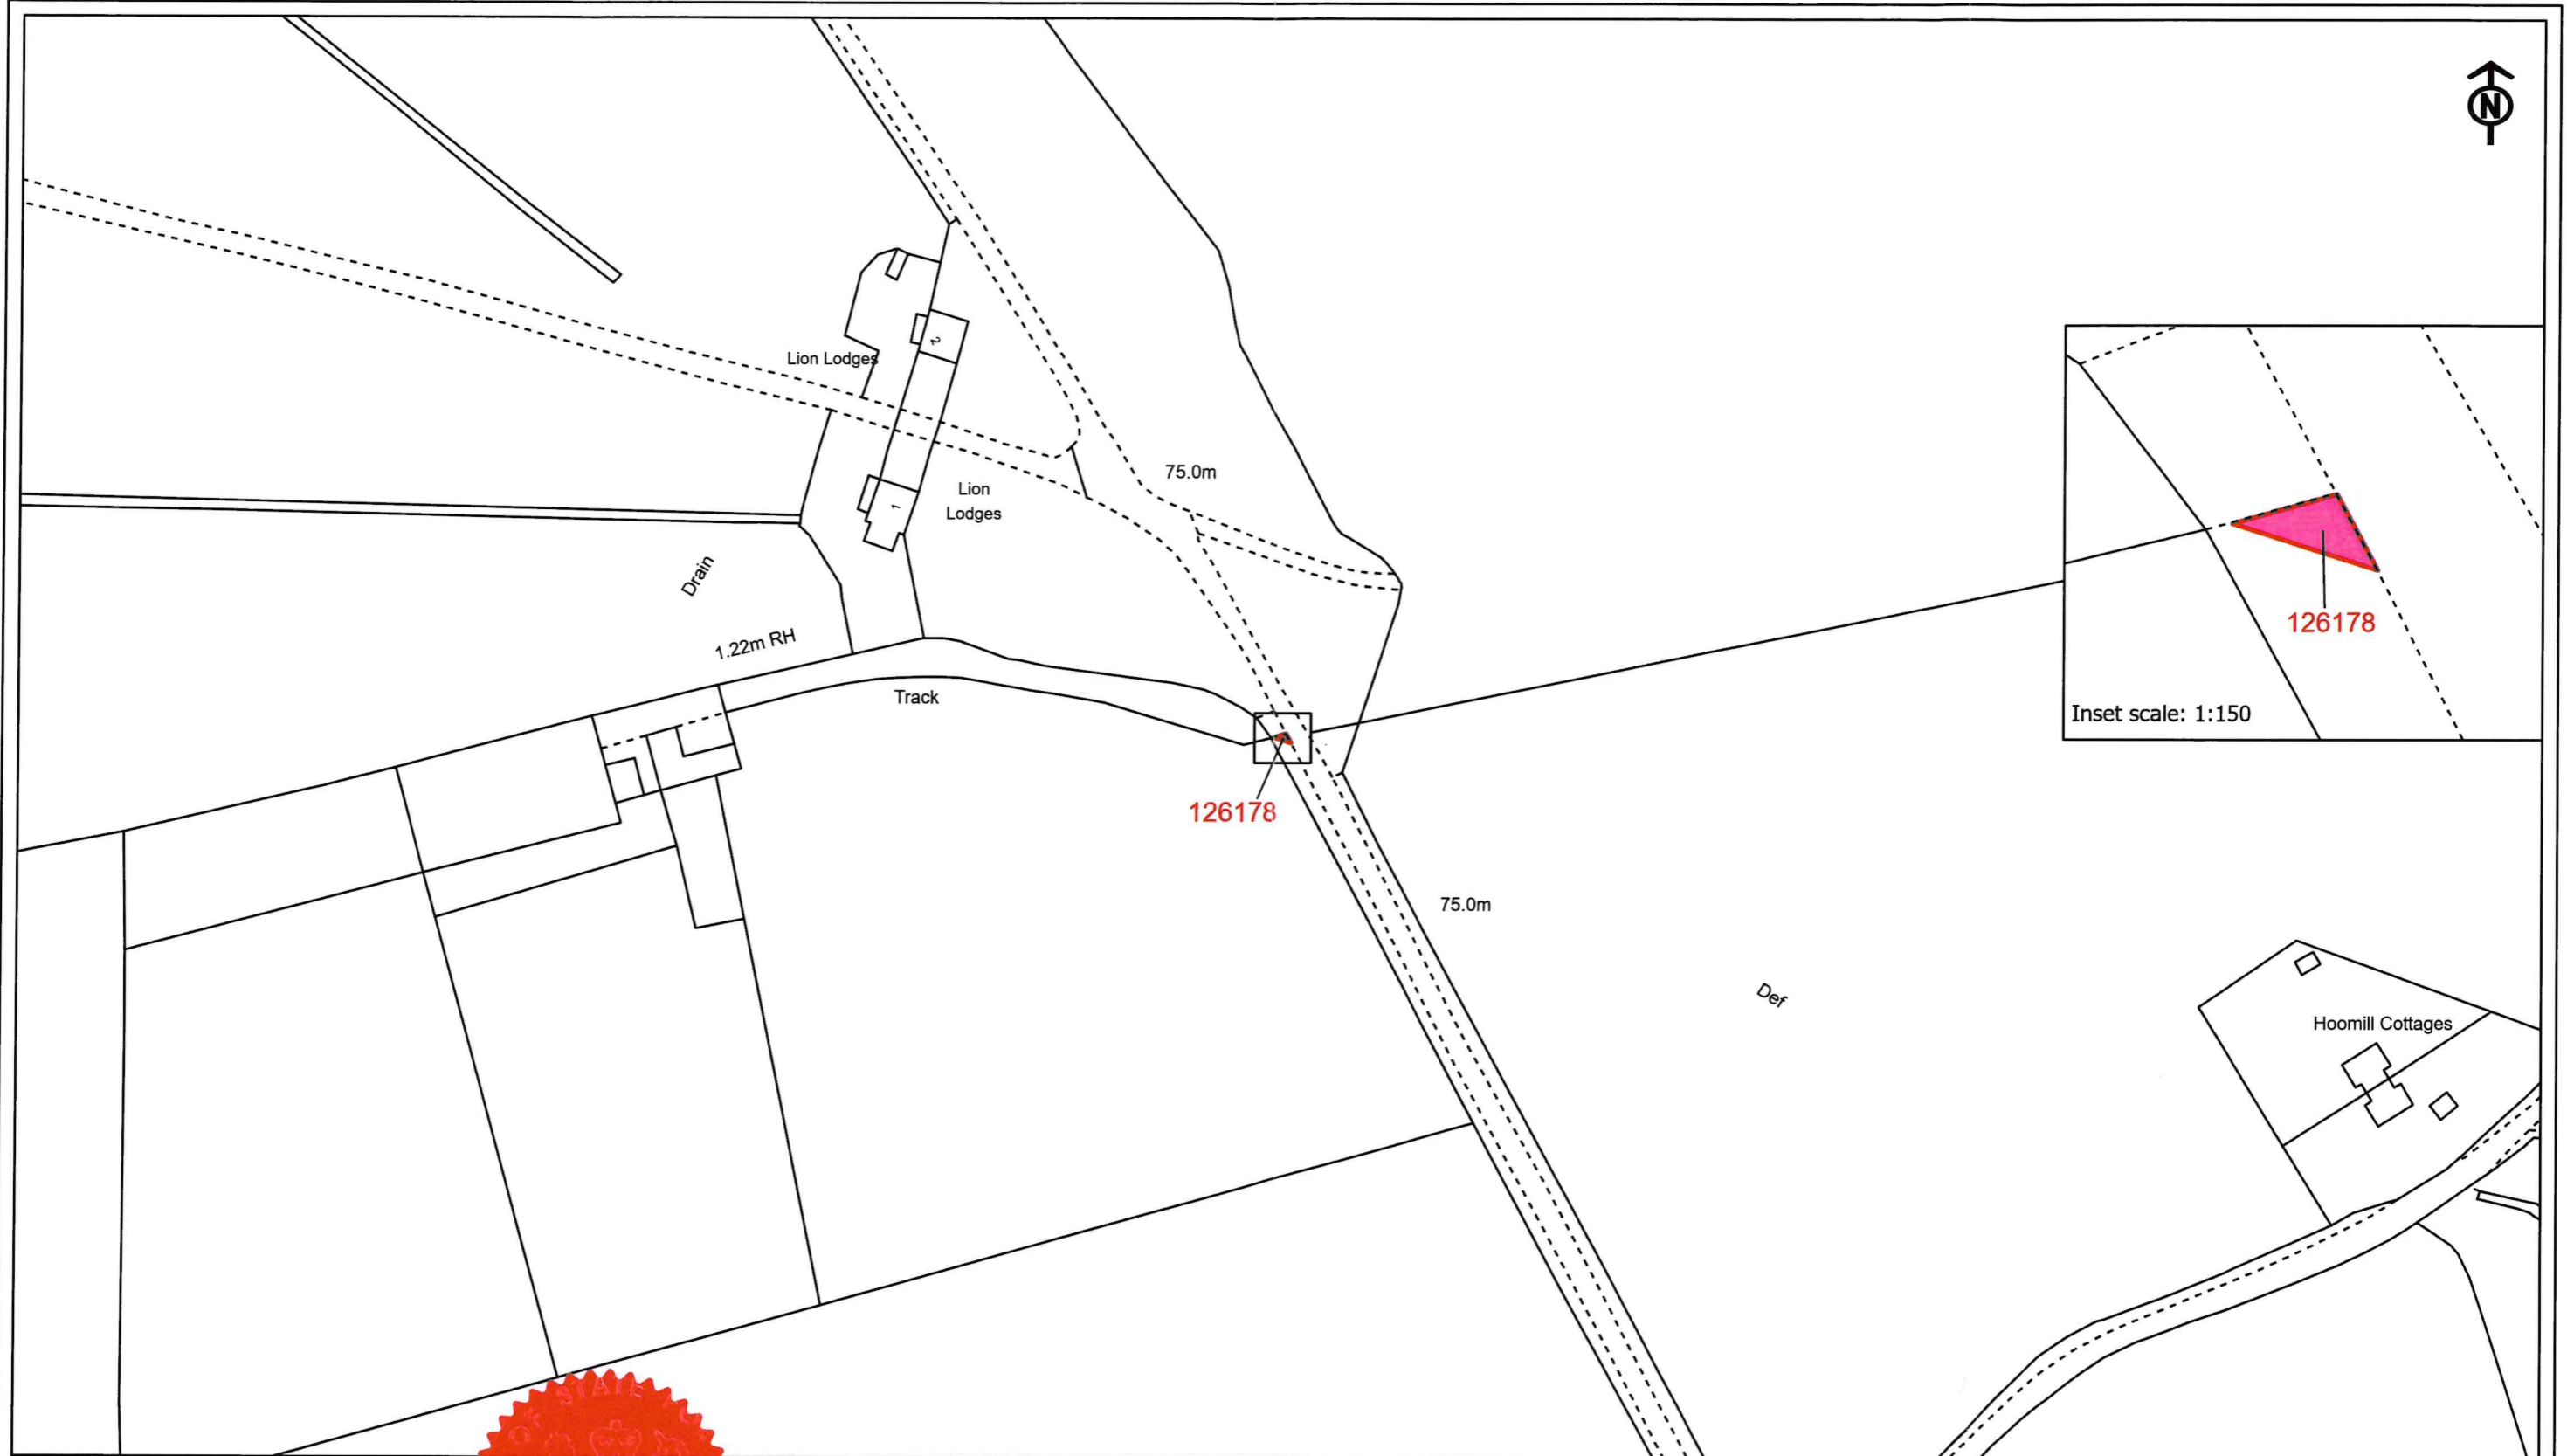 N
Lion Lodges
2
75.0m
Lion
Lodges
1
Drain
1.22m RH
Track
126178
Inset scale: 1:150
126178
75.0m
Def
Hoomill Cottages
STATE